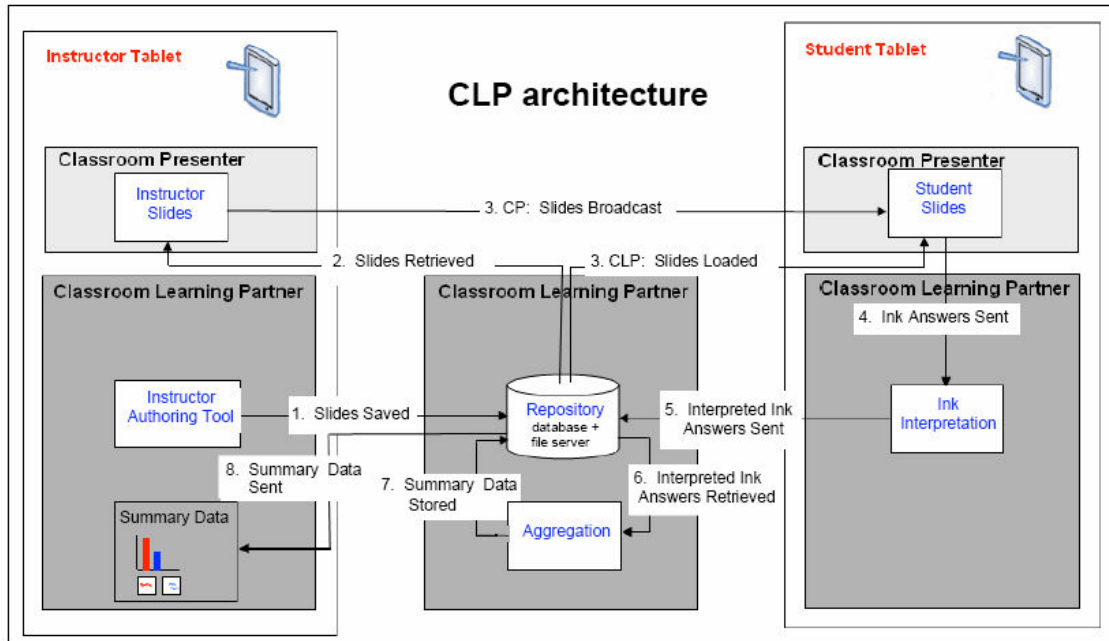 Instructor Tablet
Student Tablet
CLP architecture
Classroom Presenter
Instructor
Slides
Classroom Presenter
Student
Slides
3. CP: Slides Broadcast
2. Slides Retrieved
3. CLP: Slides Loaded
Classroom Learning Partner
Classroom Learning Partner
Classroom Learning Partner
4. Ink Answers Sent
Instructor
Authoring Tool
1. Slides Saved
Repository
database +
file server
5. Interpreted Ink
Answers Sent
Ink
Interpretation
8. Summary Data
Sent
7. Summary Data
Stored
6. Interpreted Ink
Answers Retrieved
Summary Data
Aggregation